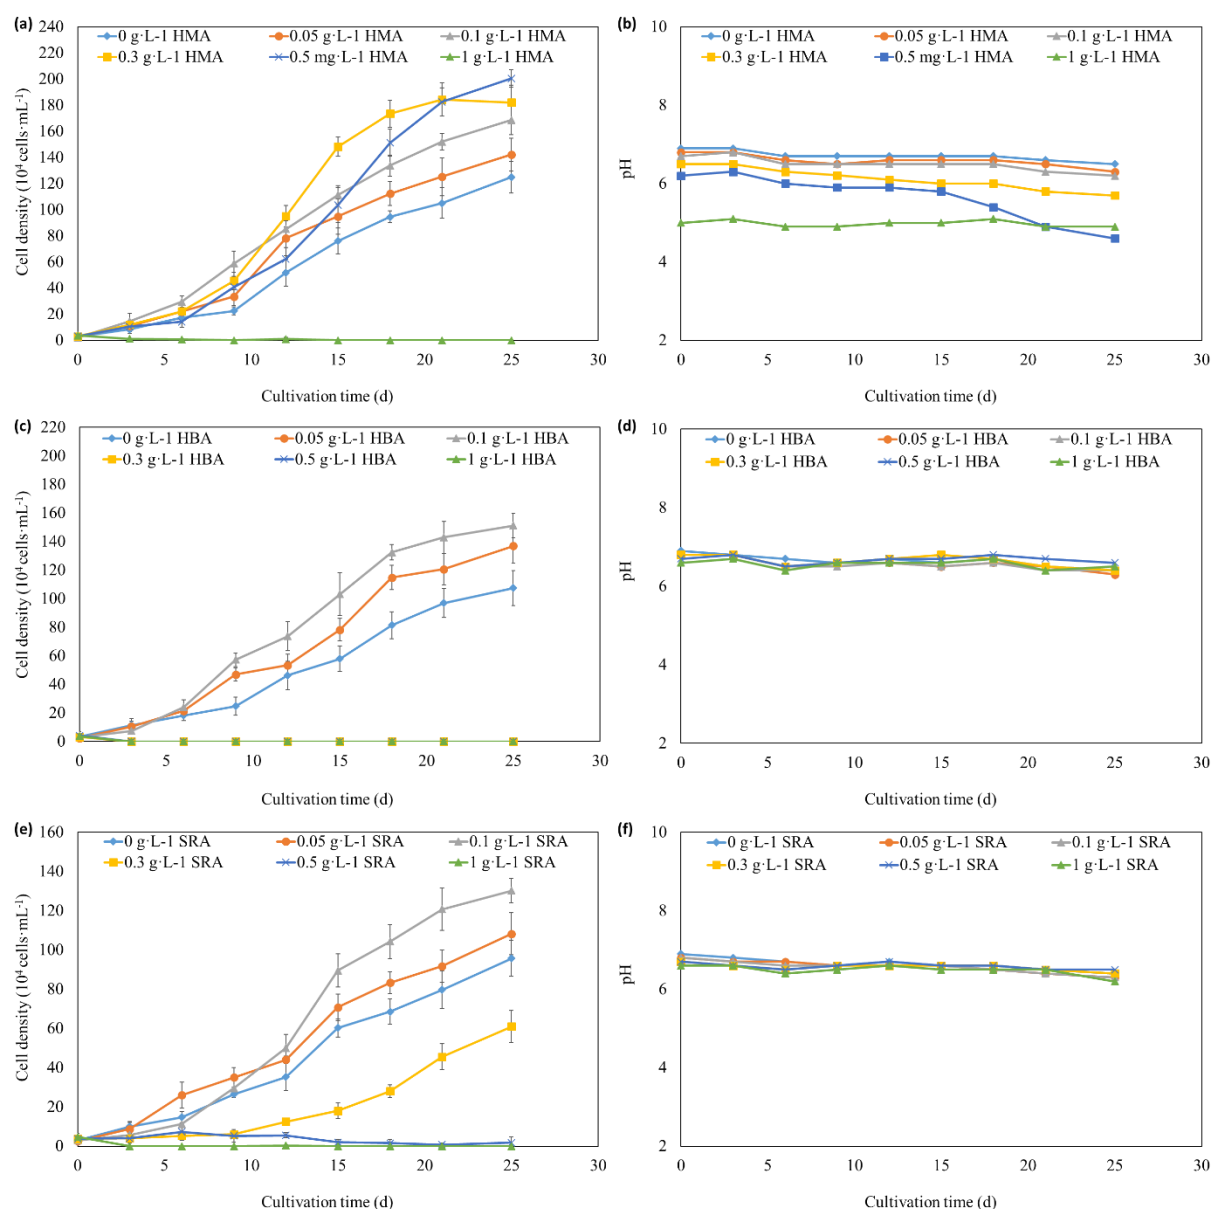 (a)
240
220
200
180
160
140
120
100
80
60
40
20
0
Cell density (10⁴ cells·mL⁻¹)
0 g·L-1 HMA 0.05 g·L-1 HMA 0.1 g·L-1 HMA
0.3 g·L-1 HMA 0.5 mg·L-1 HMA 1 g·L-1 HMA
0 5 10 15 20 25 30
Cultivation time (d)
(b)
10
8
6
4
2
pH
0 g·L-1 HMA 0.05 g·L-1 HMA 0.1 g·L-1 HMA
0.3 g·L-1 HMA 0.5 mg·L-1 HMA 1 g·L-1 HMA
0 5 10 15 20 25 30
Cultivation time (d)
(c)
220
200
180
160
140
120
100
80
60
40
20
0
Cell density (10⁴ cells·mL⁻¹)
0 g·L-1 HBA 0.05 g·L-1 HBA 0.1 g·L-1 HBA
0.3 g·L-1 HBA 0.5 g·L-1 HBA 1 g·L-1 HBA
0 5 10 15 20 25 30
Cultivation time (d)
(d)
10
8
6
4
2
pH
0 g·L-1 HBA 0.05 g·L-1 HBA 0.1 g·L-1 HBA
0.3 g·L-1 HBA 0.5 g·L-1 HBA 1 g·L-1 HBA
0 5 10 15 20 25 30
Cultivation time (d)
(e)
160
140
120
100
80
60
40
20
0
Cell density (10⁴ cells·mL⁻¹)
0 g·L-1 SRA 0.05 g·L-1 SRA 0.1 g·L-1 SRA
0.3 g·L-1 SRA 0.5 g·L-1 SRA 1 g·L-1 SRA
0 5 10 15 20 25 30
Cultivation time (d)
(f)
10
8
6
4
2
pH
0 g·L-1 SRA 0.05 g·L-1 SRA 0.1 g·L-1 SRA
0.3 g·L-1 SRA 0.5 g·L-1 SRA 1 g·L-1 SRA
0 5 10 15 20 25 30
Cultivation time (d)